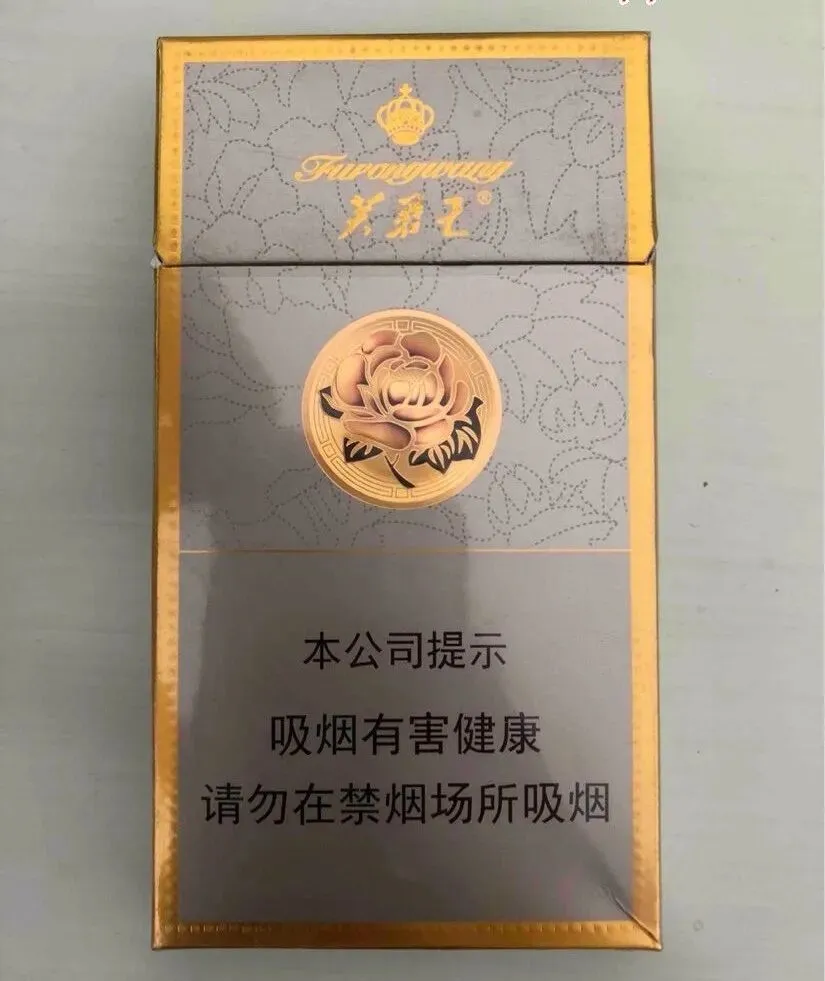 Furongwang
芙蓉王®
本公司提示
吸烟有害健康
请勿在禁烟场所吸烟